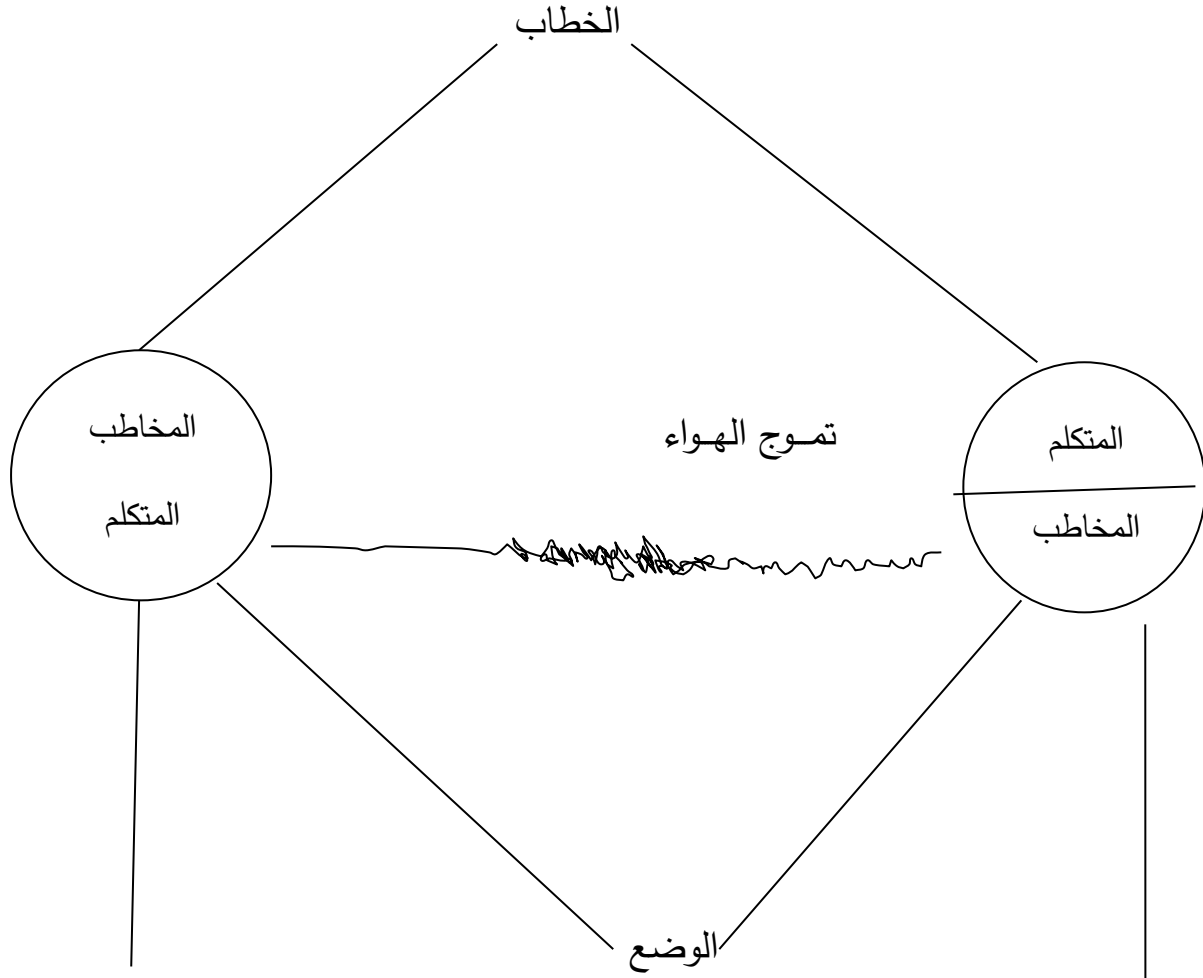 الخطاب
المتكلم
المخاطب
تمـوج الهـواء
المخاطب
المتكلم
الوضع